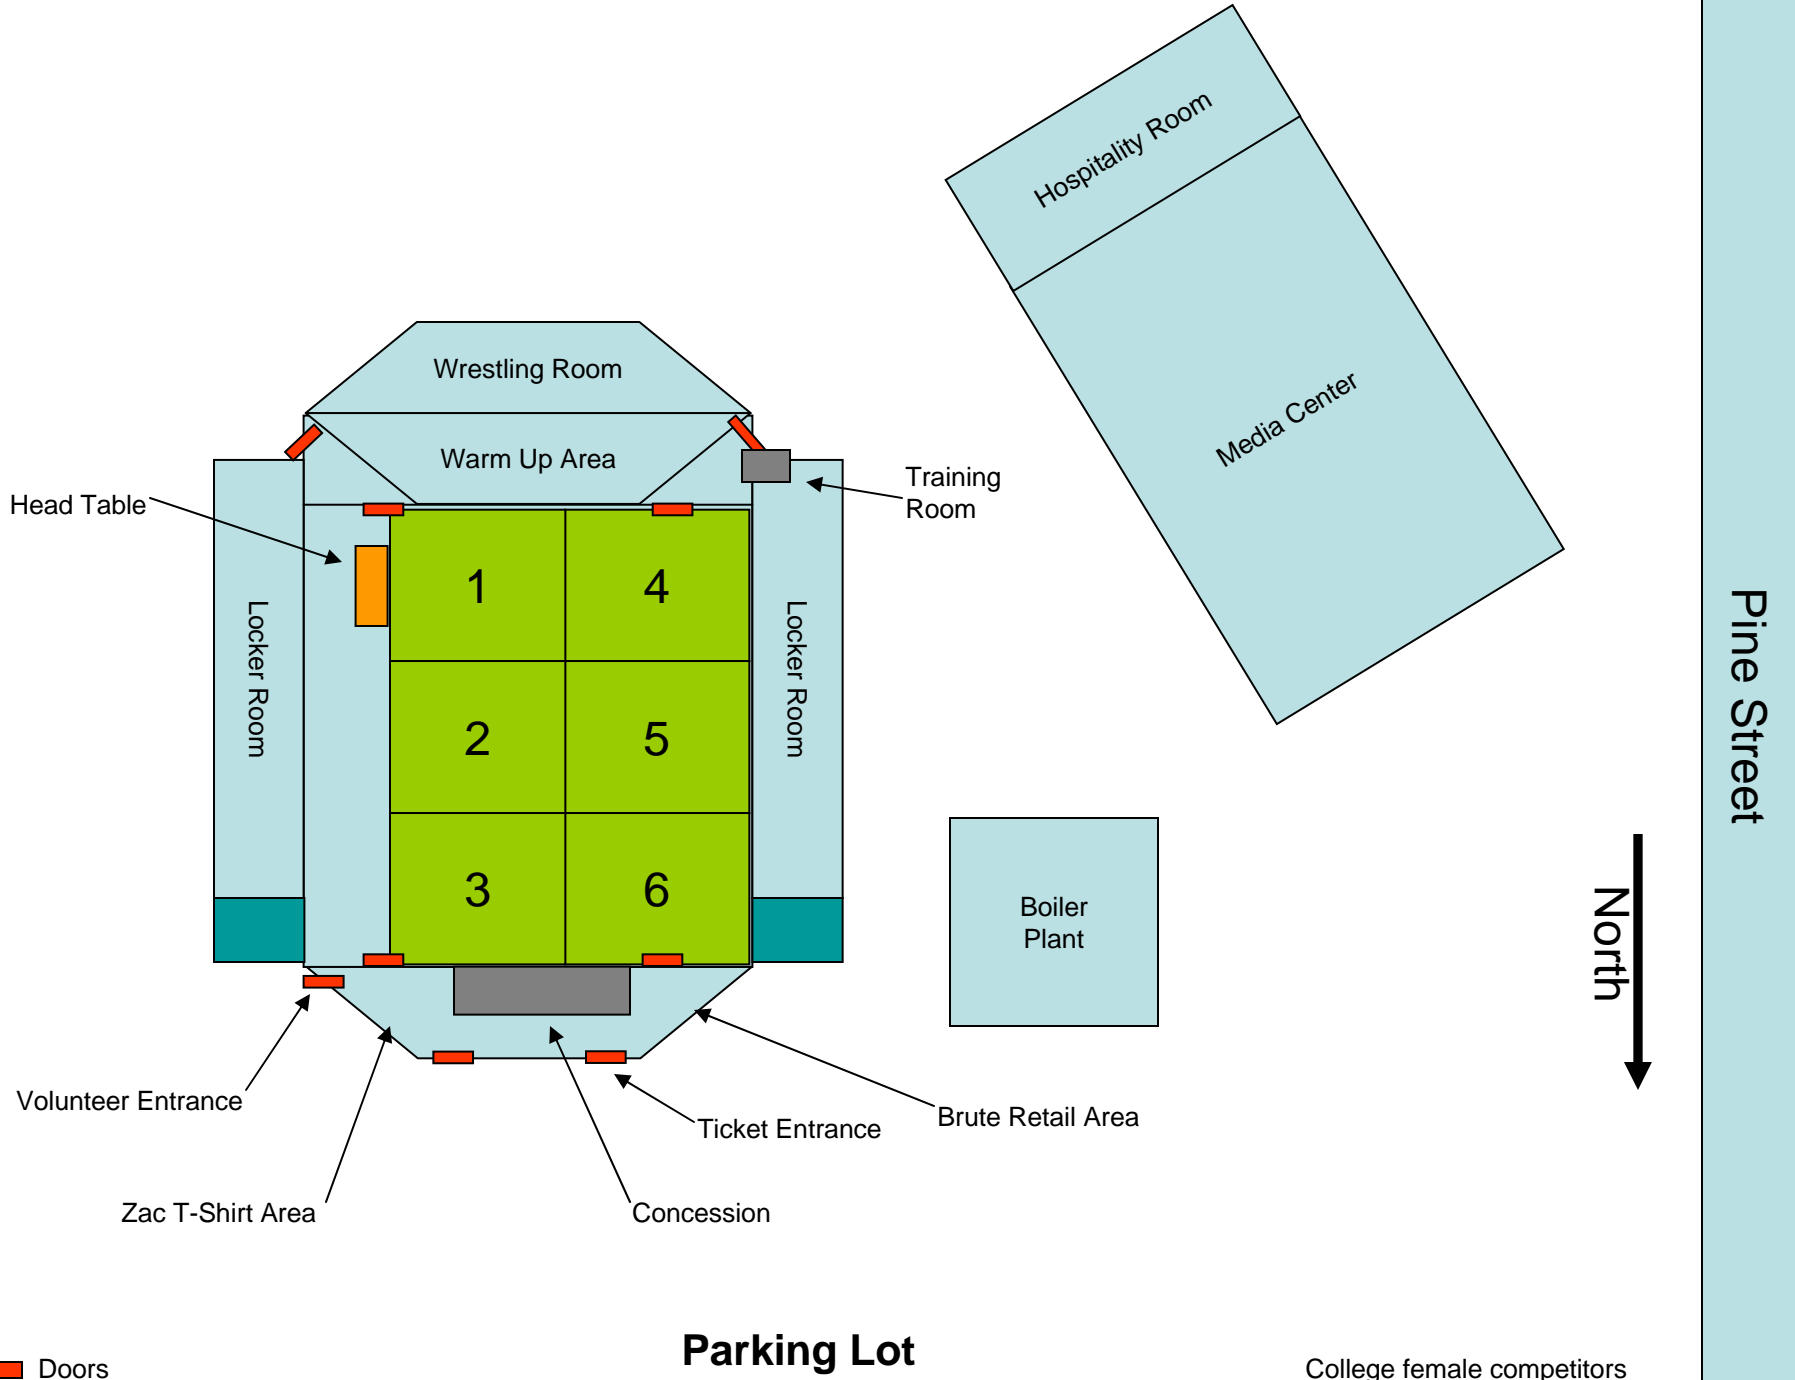 Hospitality Room
Media Center
Wrestling Room
Warm Up Area
Head Table
Training
Room
1
4
Locker Room
Locker Room
2
5
3
6
Pine Street
Boiler
Plant
North
Volunteer Entrance
Ticket Entrance
Brute Retail Area
Zac T-Shirt Area
Concession
Parking Lot
Doors
College female competitors